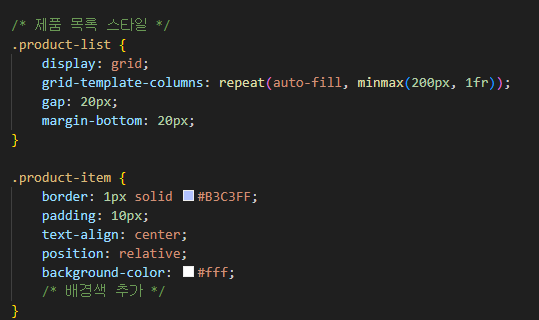 /* 제품 목록 스타일 */
.product-list {
    display: grid;
    grid-template-columns: repeat(auto-fill, minmax(200px, 1fr));
    gap: 20px;
    margin-bottom: 20px;
}

.product-item {
    border: 1px solid #B3C3FF;
    padding: 10px;
    text-align: center;
    position: relative;
    background-color: #fff;
    /* 배경색 추가 */
}